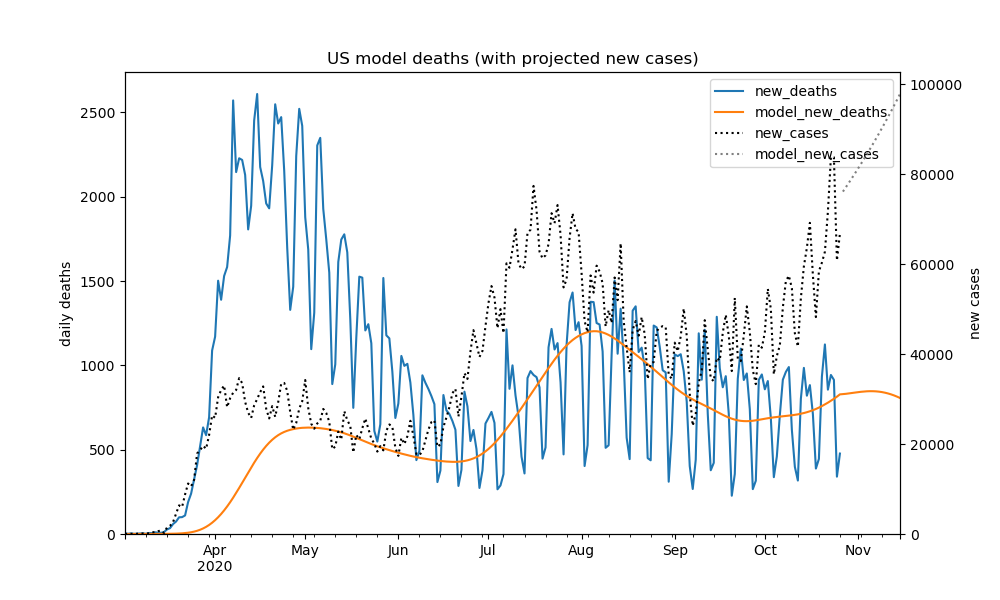 US model deaths (with projected new cases)
new_deaths
model_new_deaths
new_cases
model_new_cases
daily deaths
new cases
2500
2000
1500
1000
500
0
100000
80000
60000
40000
20000
0
Apr May Jun Jul Aug Sep Oct Nov
2020